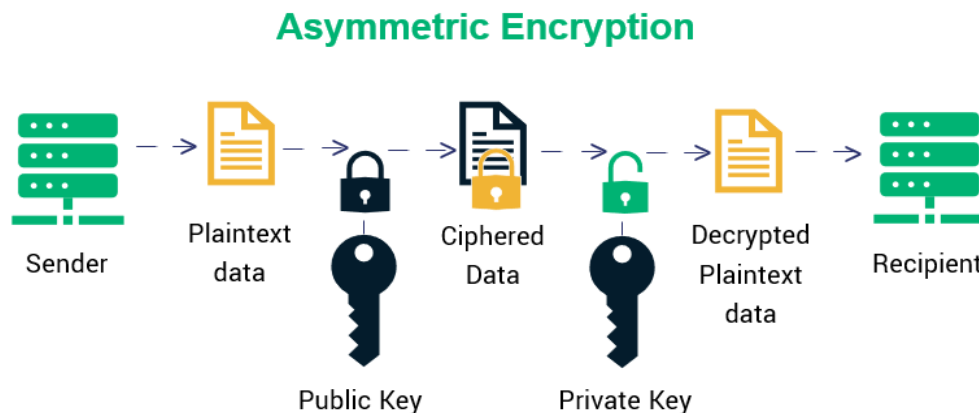 Asymmetric Encryption
Sender
Plaintext
data
Public Key
Ciphered
Data
Private Key
Decrypted
Plaintext
data
Recipient